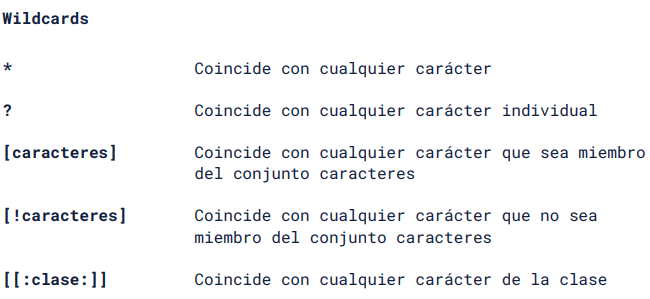 Wildcards
* Coincide con cualquier carácter
? Coincide con cualquier carácter individual
[caracteres] Coincide con cualquier carácter que sea miembro
del conjunto caracteres
[!caracteres] Coincide con cualquier carácter que no sea
miembro del conjunto caracteres
[[:clase:]] Coincide con cualquier carácter de la clase